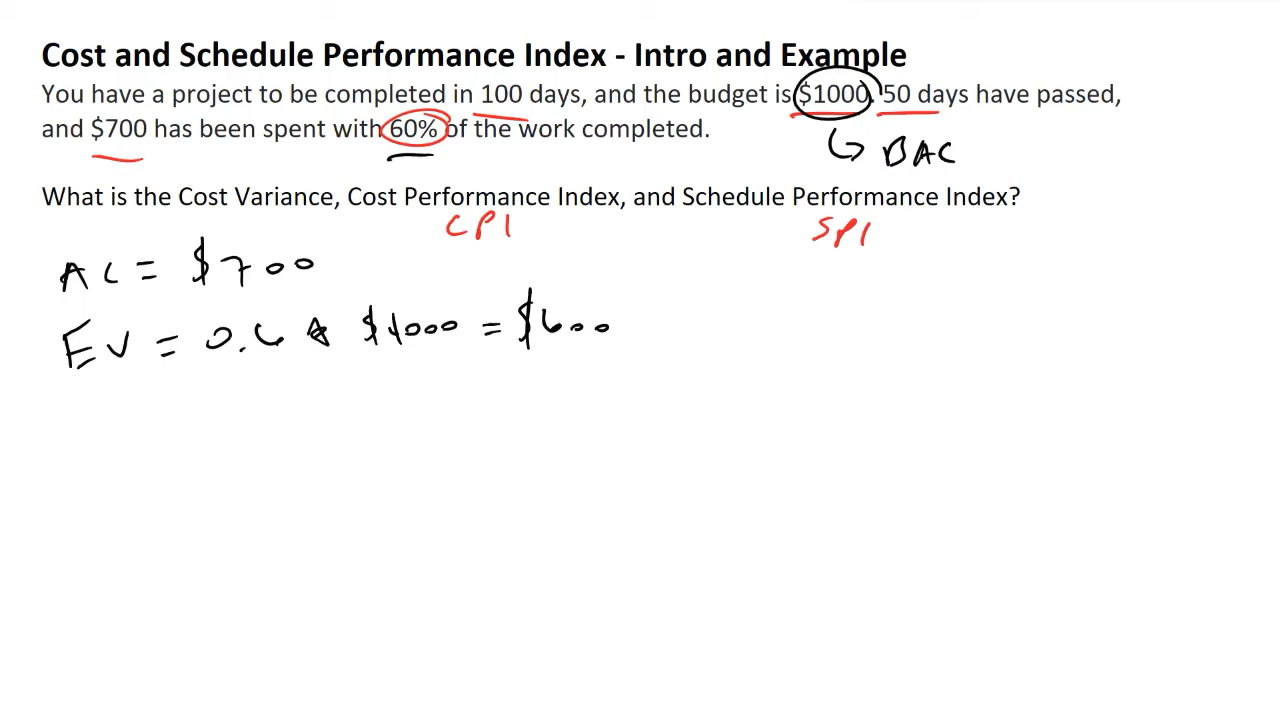 Cost and Schedule Performance Index - Intro and Example
You have a project to be completed in 100 days, and the budget is $1000. 50 days have passed,
and $700 has been spent with 60% of the work completed.
BAC
What is the Cost Variance, Cost Performance Index, and Schedule Performance Index?
CPI SPI
AC = $700
EV = 0.6 * $1000 = $600